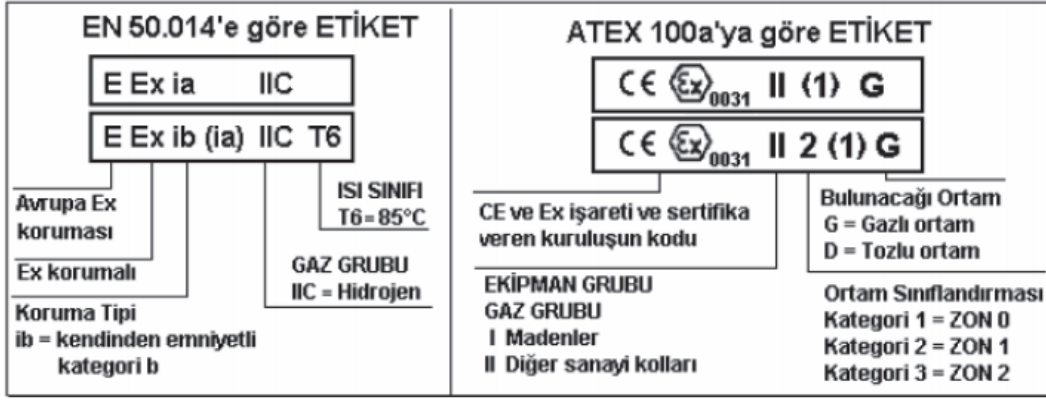 EN 50.014'e göre ETİKET
E Ex ia IIC
E Ex ib (ia) IIC T6
Avrupa Ex
koruması
Ex korumalı
Koruma Tipi
ib = kendinden emniyetli
kategori b
GAZ GRUBU
IIC = Hidrojen
ISI SINIFI
T6= 85°C
ATEX 100a'ya göre ETİKET
CE Ex 0031 II (1) G
CE Ex 0031 II 2 (1) G
CE ve Ex işareti ve sertifika
veren kuruluşun kodu
EKİPMAN GRUBU
GAZ GRUBU
I Madenler
II Diğer sanayi kolları
Bulunacağı Ortam
G = Gazlı ortam
D = Tozlu ortam
Ortam Sınıflandırması
Kategori 1 = ZON 0
Kategori 2 = ZON 1
Kategori 3 = ZON 2